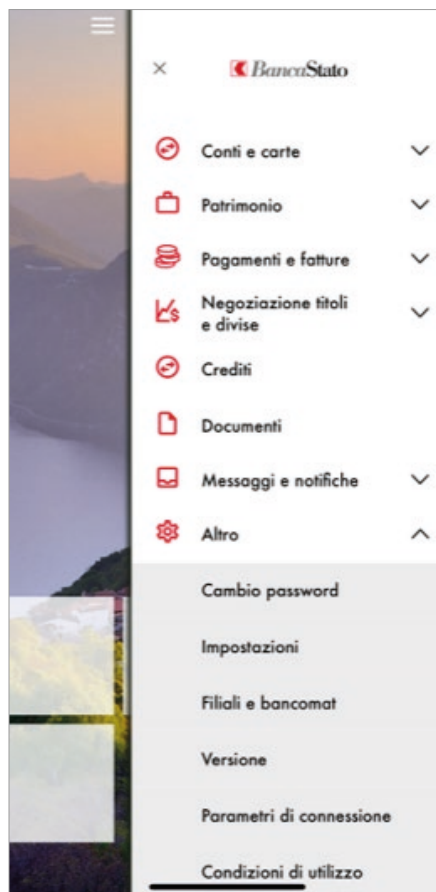 BancaStato
Conti e carte
Patrimonio
Pagamenti e fatture
Negoziazione titoli
e divise
Crediti
Documenti
Messaggi e notifiche
Altro
Cambio password
Impostazioni
Filiali e bancomat
Versione
Parametri di connessione
Condizioni di utilizzo